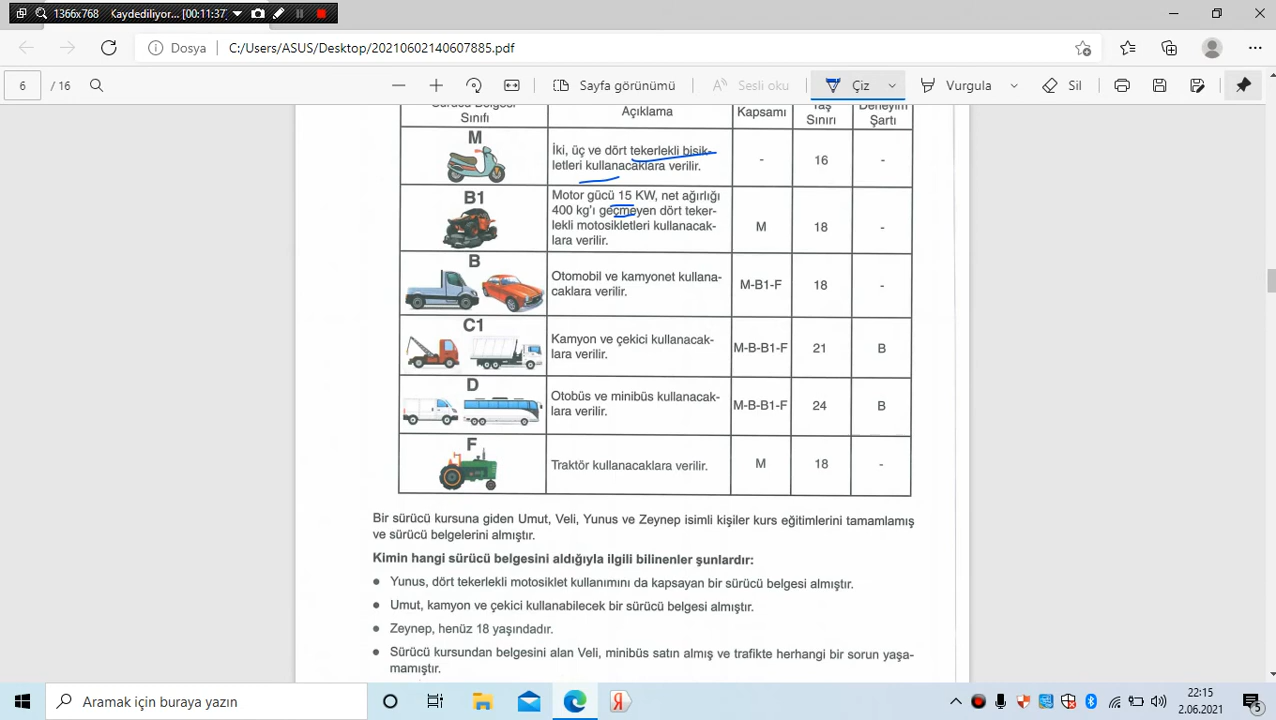 1366x768 Kaydediliyor... [00:11:37]
Dosya C:/Users/ASUS/Desktop/20210602140607885.pdf
6 / 16 Sayfa görünümü Sesli oku Çiz Vurgula Sil
Sürücü Belgesi Sınıfı Açıklama Kapsamı Yaş Sınırı Deneyim Şartı
M
İki, üç ve dört tekerlekli bisik-
letleri kullanacaklara verilir.
- 16 -
B1
Motor gücü 15 KW, net ağırlığı
400 kg'ı geçmeyen dört teker-
lekli motosikletleri kullanacak-
lara verilir.
M 18 -
B
Otomobil ve kamyonet kullana-
caklara verilir.
M-B1-F 18 -
C1
Kamyon ve çekici kullanacak-
lara verilir.
M-B-B1-F 21 B
D
Otobüs ve minibüs kullanacak-
lara verilir.
M-B-B1-F 24 B
F
Traktör kullanacaklara verilir.
M 18 -
Bir sürücü kursuna giden Umut, Veli, Yunus ve Zeynep isimli kişiler kurs eğitimlerini tamamlamış
ve sürücü belgelerini almıştır.
Kimin hangi sürücü belgesini aldığıyla ilgili bilinenler şunlardır:
• Yunus, dört tekerlekli motosiklet kullanımını da kapsayan bir sürücü belgesi almıştır.
• Umut, kamyon ve çekici kullanabilecek bir sürücü belgesi almıştır.
• Zeynep, henüz 18 yaşındadır.
• Sürücü kursundan belgesini alan Veli, minibüs satın almış ve trafikte herhangi bir sorun yaşa-
mamıştır.
Aramak için buraya yazın
22:15
2.06.2021
5